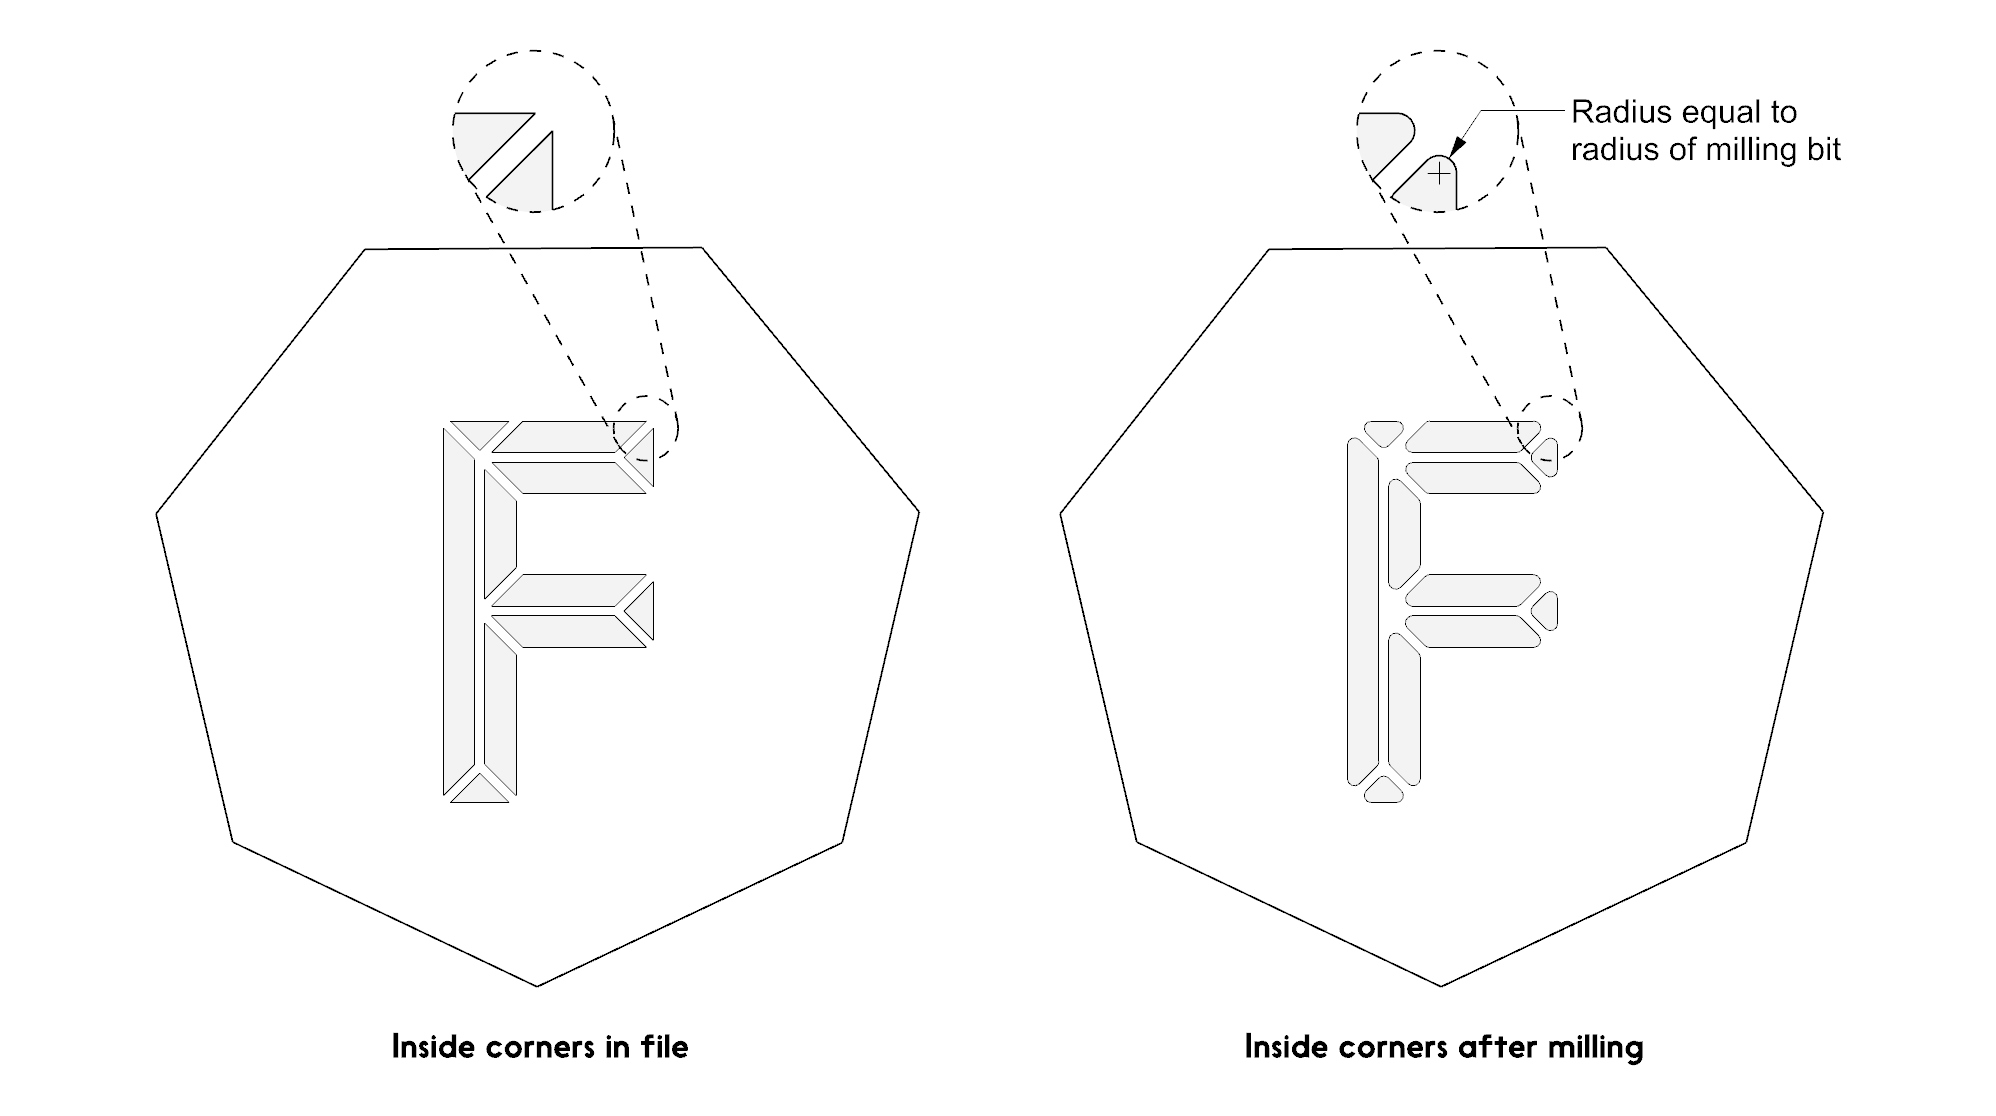 Radius equal to
radius of milling bit
F
F
Inside corners in file
Inside corners after milling